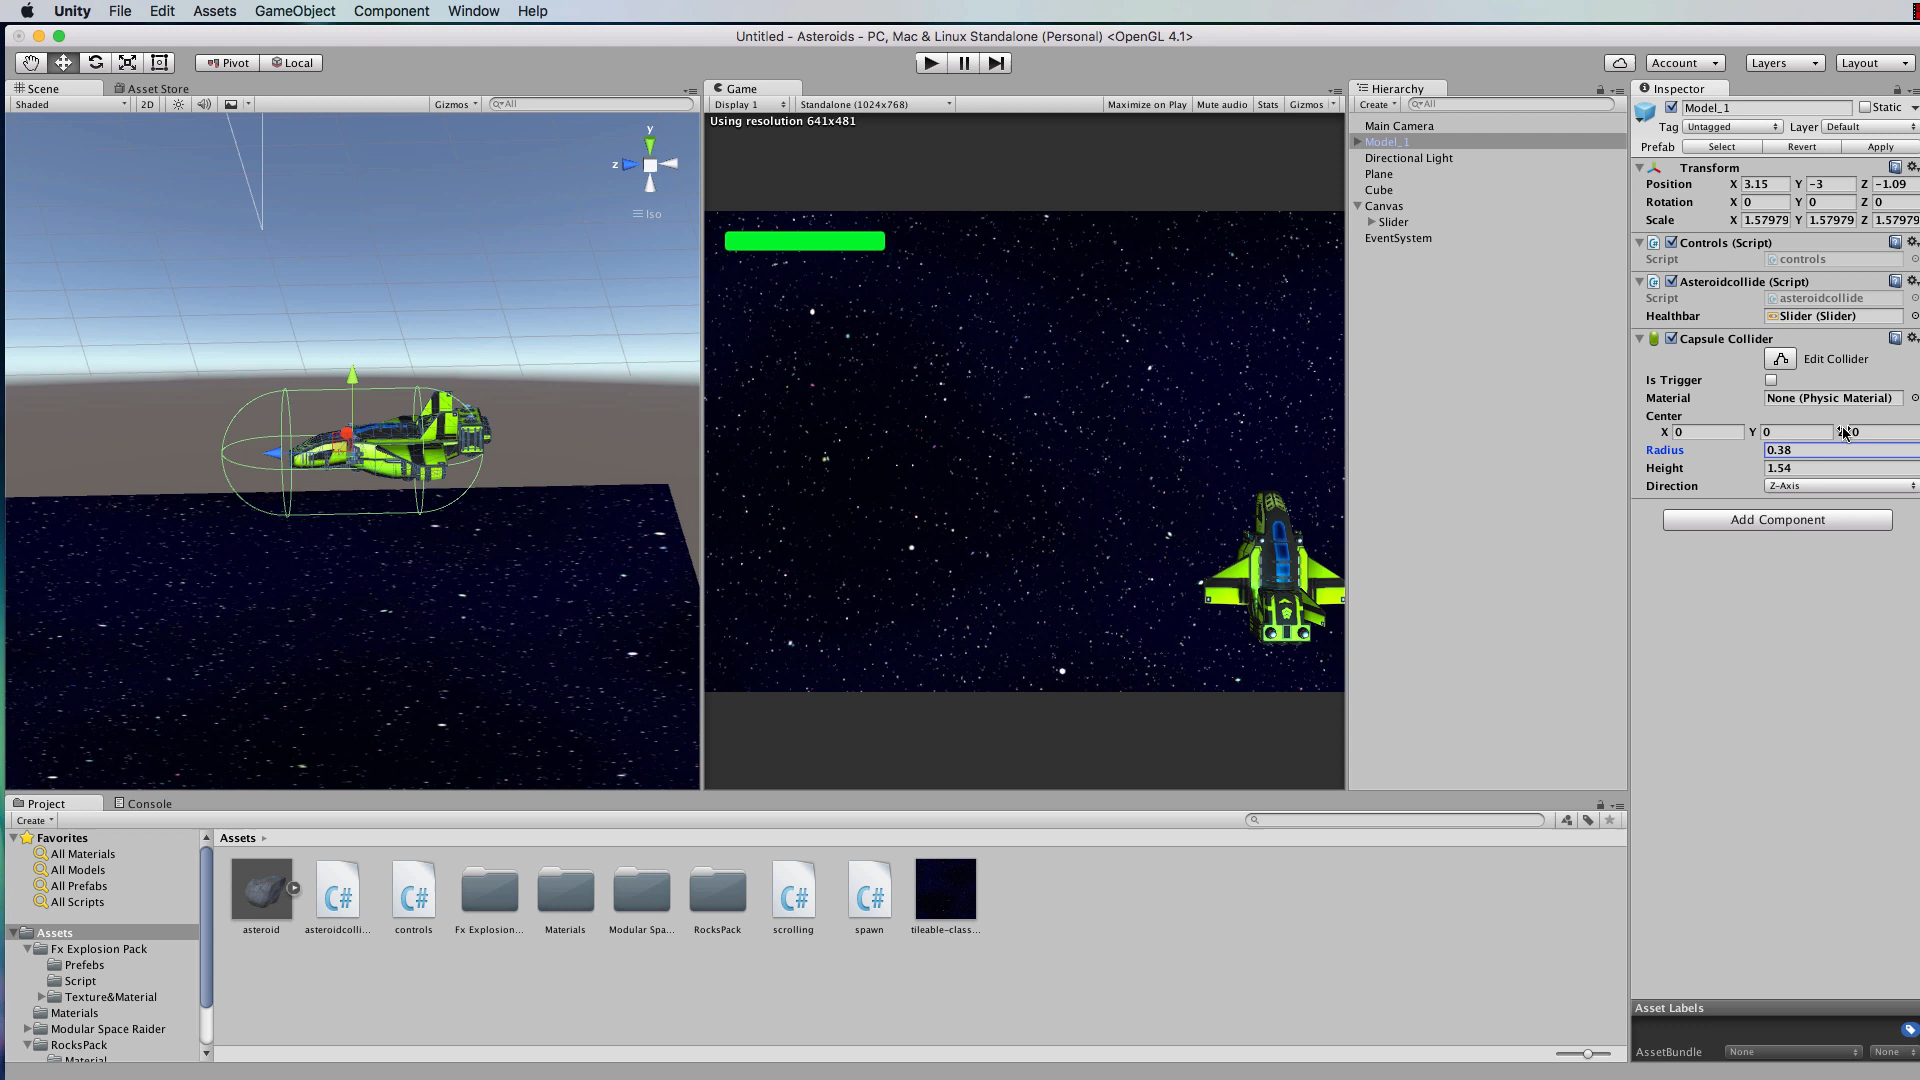 Unity File Edit Assets GameObject Component Window Help
Untitled - Asteroids - PC, Mac & Linux Standalone (Personal) <OpenGL 4.1>
Pivot Local
Account Layers Layout
Scene Asset Store
Shaded 2D Gizmos All
y
z
Iso
Game
Display 1 Standalone (1024x768) Maximize on Play Mute audio Stats Gizmos
Using resolution 641x481
Hierarchy
Create All
Main Camera
Model_1
Directional Light
Plane
Cube
Canvas
Slider
EventSystem
Inspector
Model_1 Static
Tag Untagged Layer Default
Prefab Select Revert Apply
Transform
Position X 3.15 Y -3 Z -1.09
Rotation X 0 Y 0 Z 0
Scale X 1.57979 Y 1.57979 Z 1.57979
Controls (Script)
Script controls
Asteroidcollide (Script)
Script asteroidcollide
Healthbar Slider (Slider)
Capsule Collider
Edit Collider
Is Trigger
Material None (Physic Material)
Center
X 0 Y 0 0
Radius 0.38
Height 1.54
Direction Z-Axis
Add Component
Project Console
Create
Favorites
All Materials
All Models
All Prefabs
All Scripts
Assets
Fx Explosion Pack
Prefebs
Script
Texture&Material
Materials
Modular Space Raider
RocksPack
Material
Assets
C# C# C# C#
asteroid asteroidcolli... controls Fx Explosion... Materials Modular Spa... RocksPack scrolling spawn tileable-class...
Asset Labels
AssetBundle None None